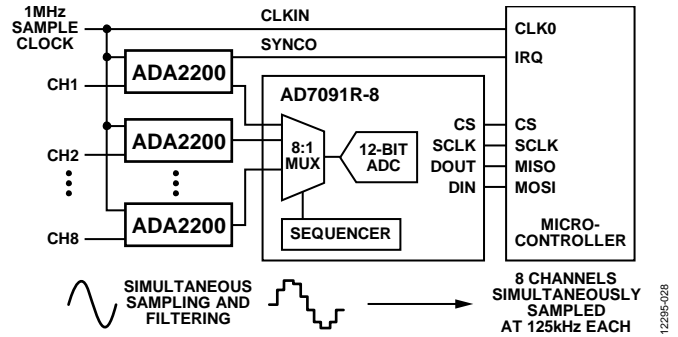 1MHz
SAMPLE
CLOCK
CLKIN
SYNCO
CH1
ADA2200
CH2
ADA2200
CH8
ADA2200
AD7091R-8
8:1
MUX
12-BIT
ADC
SEQUENCER
CS
SCLK
DOUT
DIN
CLK0
IRQ
CS
SCLK
MISO
MOSI
MICRO-
CONTROLLER
SIMULTANEOUS
SAMPLING AND
FILTERING
8 CHANNELS
SIMULTANEOUSLY
SAMPLED
AT 125kHz EACH
12295-028